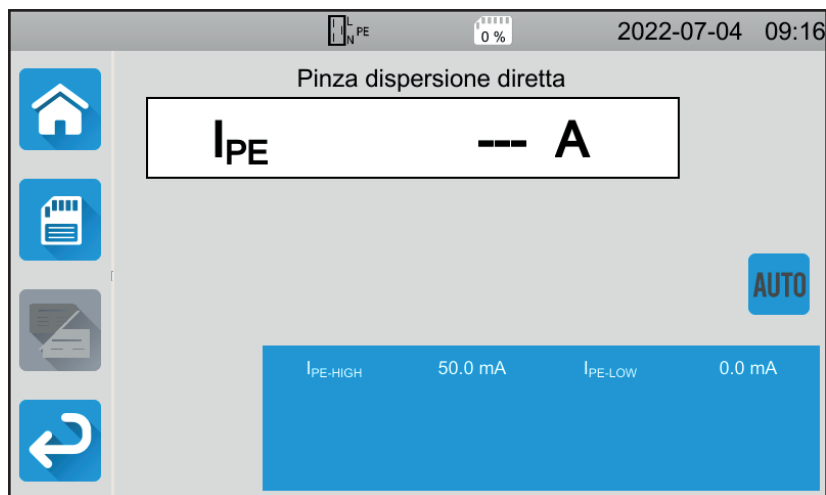 L
N PE 0 % 2022-07-04 09:16
Pinza dispersione diretta
IPE --- A
AUTO
IPE-HIGH 50.0 mA IPE-LOW 0.0 mA